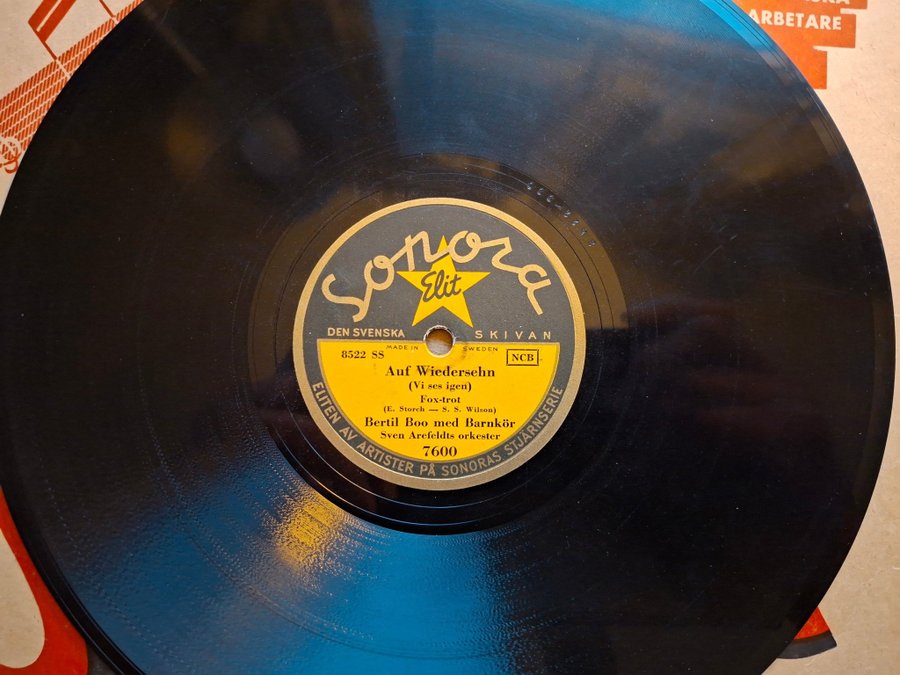 ARBETARE
Sonora
Elit
DEN SVENSKA SKIVAN
MADE IN SWEDEN
8522 SS NCB
Auf Wiedersehn
(Vi ses igen)
Fox-trot
(E. Storch — S. S. Wilson)
Bertil Boo med Barnkör
Sven Arefeldts orkester
7600
ELITEN AV ARTISTER PÅ SONORAS STJÄRNSERIE